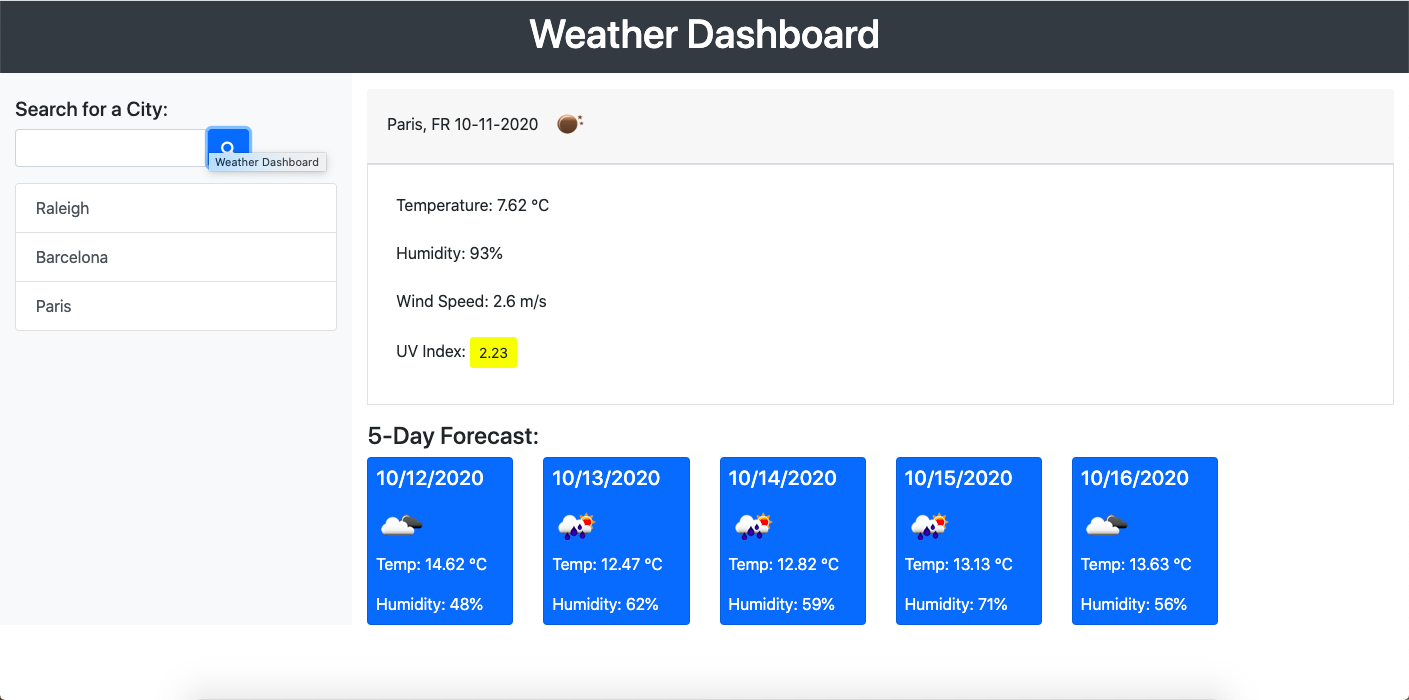 Weather Dashboard
Search for a City:
Weather Dashboard
Raleigh
Barcelona
Paris
Paris, FR 10-11-2020
Temperature: 7.62 °C
Humidity: 93%
Wind Speed: 2.6 m/s
UV Index: 2.23
5-Day Forecast:
10/12/2020
Temp: 14.62 °C
Humidity: 48%
10/13/2020
Temp: 12.47 °C
Humidity: 62%
10/14/2020
Temp: 12.82 °C
Humidity: 59%
10/15/2020
Temp: 13.13 °C
Humidity: 71%
10/16/2020
Temp: 13.63 °C
Humidity: 56%